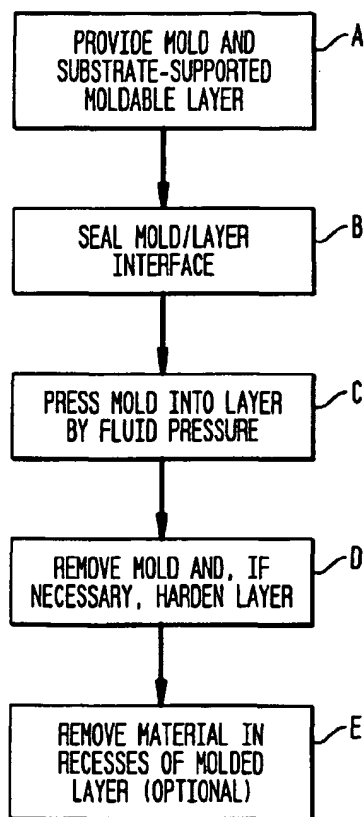 PROVIDE MOLD AND
SUBSTRATE-SUPPORTED
MOLDABLE LAYER
A
SEAL MOLD/LAYER
INTERFACE
B
PRESS MOLD INTO LAYER
BY FLUID PRESSURE
C
REMOVE MOLD AND, IF
NECESSARY, HARDEN LAYER
D
REMOVE MATERIAL IN
RECESSES OF MOLDED
LAYER (OPTIONAL)
E